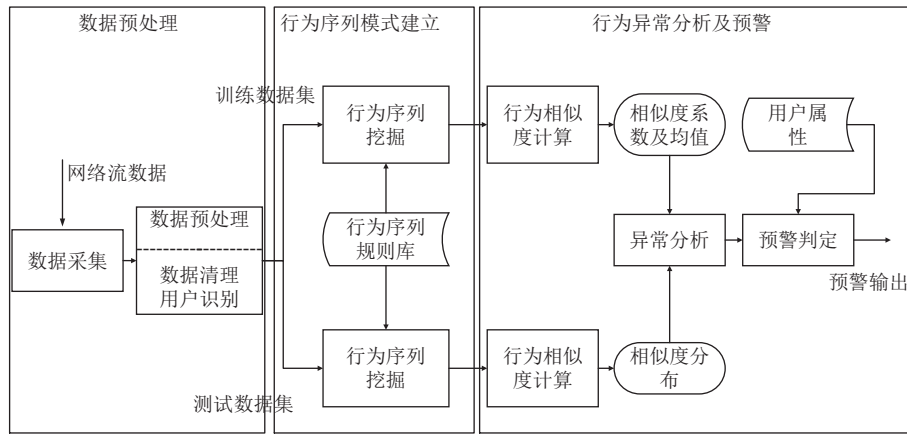 数据预处理
行为序列模式建立
行为异常分析及预警
训练数据集
行为序列
挖掘
行为相似
度计算
相似度系
数及均值
用户属
性
网络流数据
数据采集
数据预处理
数据清理
用户识别
行为序列
规则库
异常分析
预警判定
预警输出
行为序列
挖掘
行为相似
度计算
相似度分
布
测试数据集